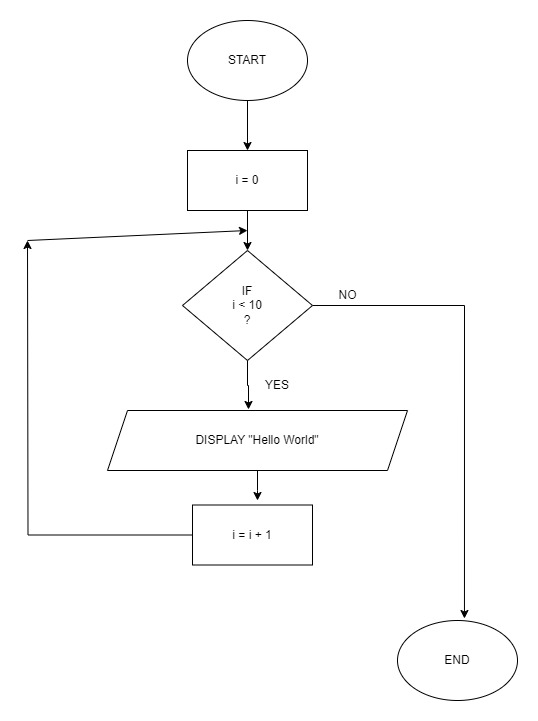 START
i = 0
IF
i < 10
?
NO
YES
DISPLAY "Hello World"
i = i + 1
END